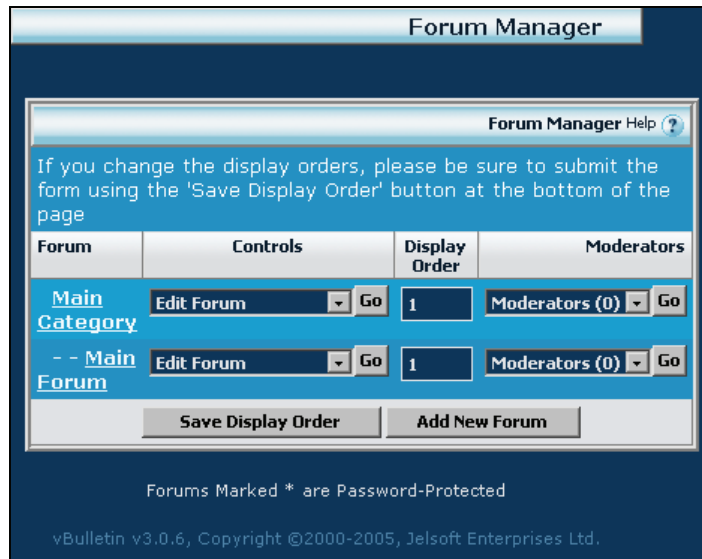 Forum Manager
Forum Manager Help ?
If you change the display orders, please be sure to submit the
form using the 'Save Display Order' button at the bottom of the
page
Forum Controls Display Order Moderators
Main Category Edit Forum Go 1 Moderators (0) Go
- - Main Forum Edit Forum Go 1 Moderators (0) Go
Save Display Order Add New Forum
Forums Marked * are Password-Protected
vBulletin v3.0.6, Copyright ©2000-2005, Jelsoft Enterprises Ltd.